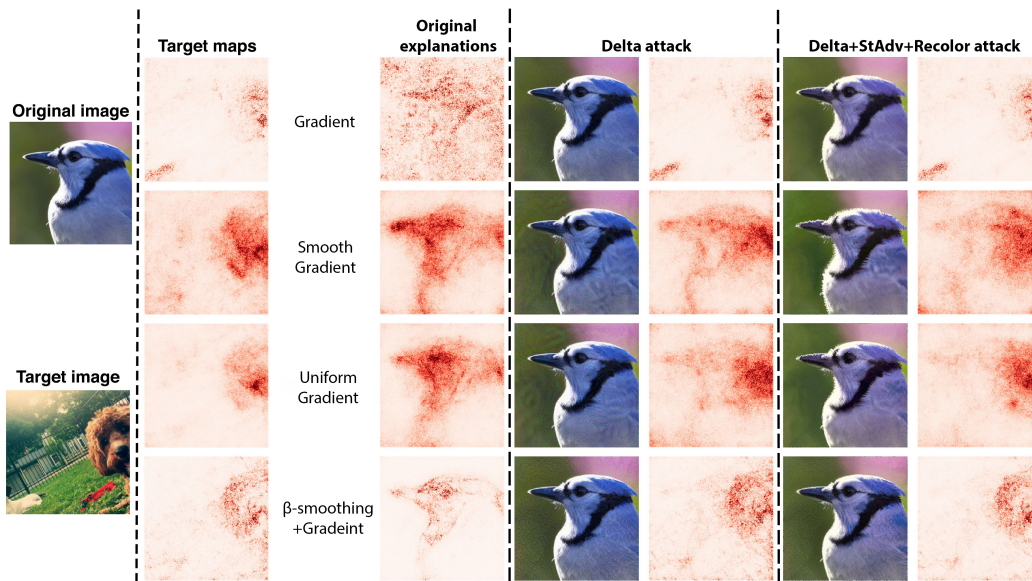 Original
explanations
Target maps
Delta attack
Delta+StAdv+Recolor attack
Original image
Gradient
Smooth
Gradient
Target image
Uniform
Gradient
β-smoothing
+Gradeint